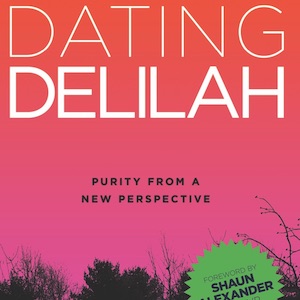 DATING
DELILAH
PURITY FROM A
NEW PERSPECTIVE
FOREWORD BY
SHAUN
ALEXANDER